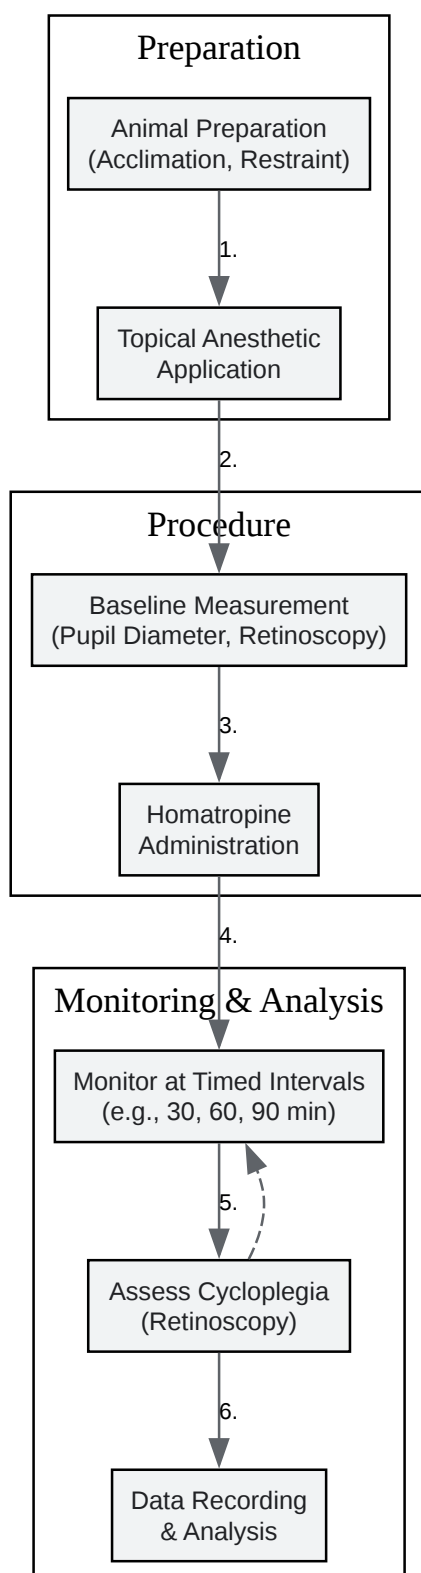 Preparation
Animal Preparation
(Acclimation, Restraint)
1.
Topical Anesthetic
Application
2.
Procedure
Baseline Measurement
(Pupil Diameter, Retinoscopy)
3.
Homatropine
Administration
4.
Monitoring & Analysis
Monitor at Timed Intervals
(e.g., 30, 60, 90 min)
5.
Assess Cycloplegia
(Retinoscopy)
6.
Data Recording
& Analysis